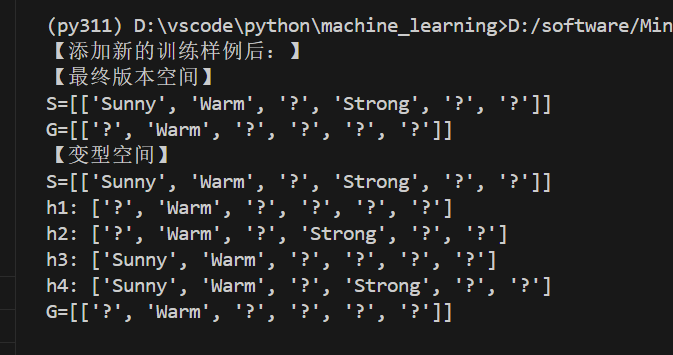 (py311) D:\vscode\python\machine_learning>D:/software/Min
【添加新的训练样例后：】
【最终版本空间】
S=[['Sunny', 'Warm', '?', 'Strong', '?', '?']]
G=[['?', 'Warm', '?', '?', '?', '?']]
【变型空间】
S=[['Sunny', 'Warm', '?', 'Strong', '?', '?']]
h1: ['?', 'Warm', '?', '?', '?', '?']
h2: ['?', 'Warm', '?', 'Strong', '?', '?']
h3: ['Sunny', 'Warm', '?', '?', '?', '?']
h4: ['Sunny', 'Warm', '?', 'Strong', '?', '?']
G=[['?', 'Warm', '?', '?', '?', '?']]